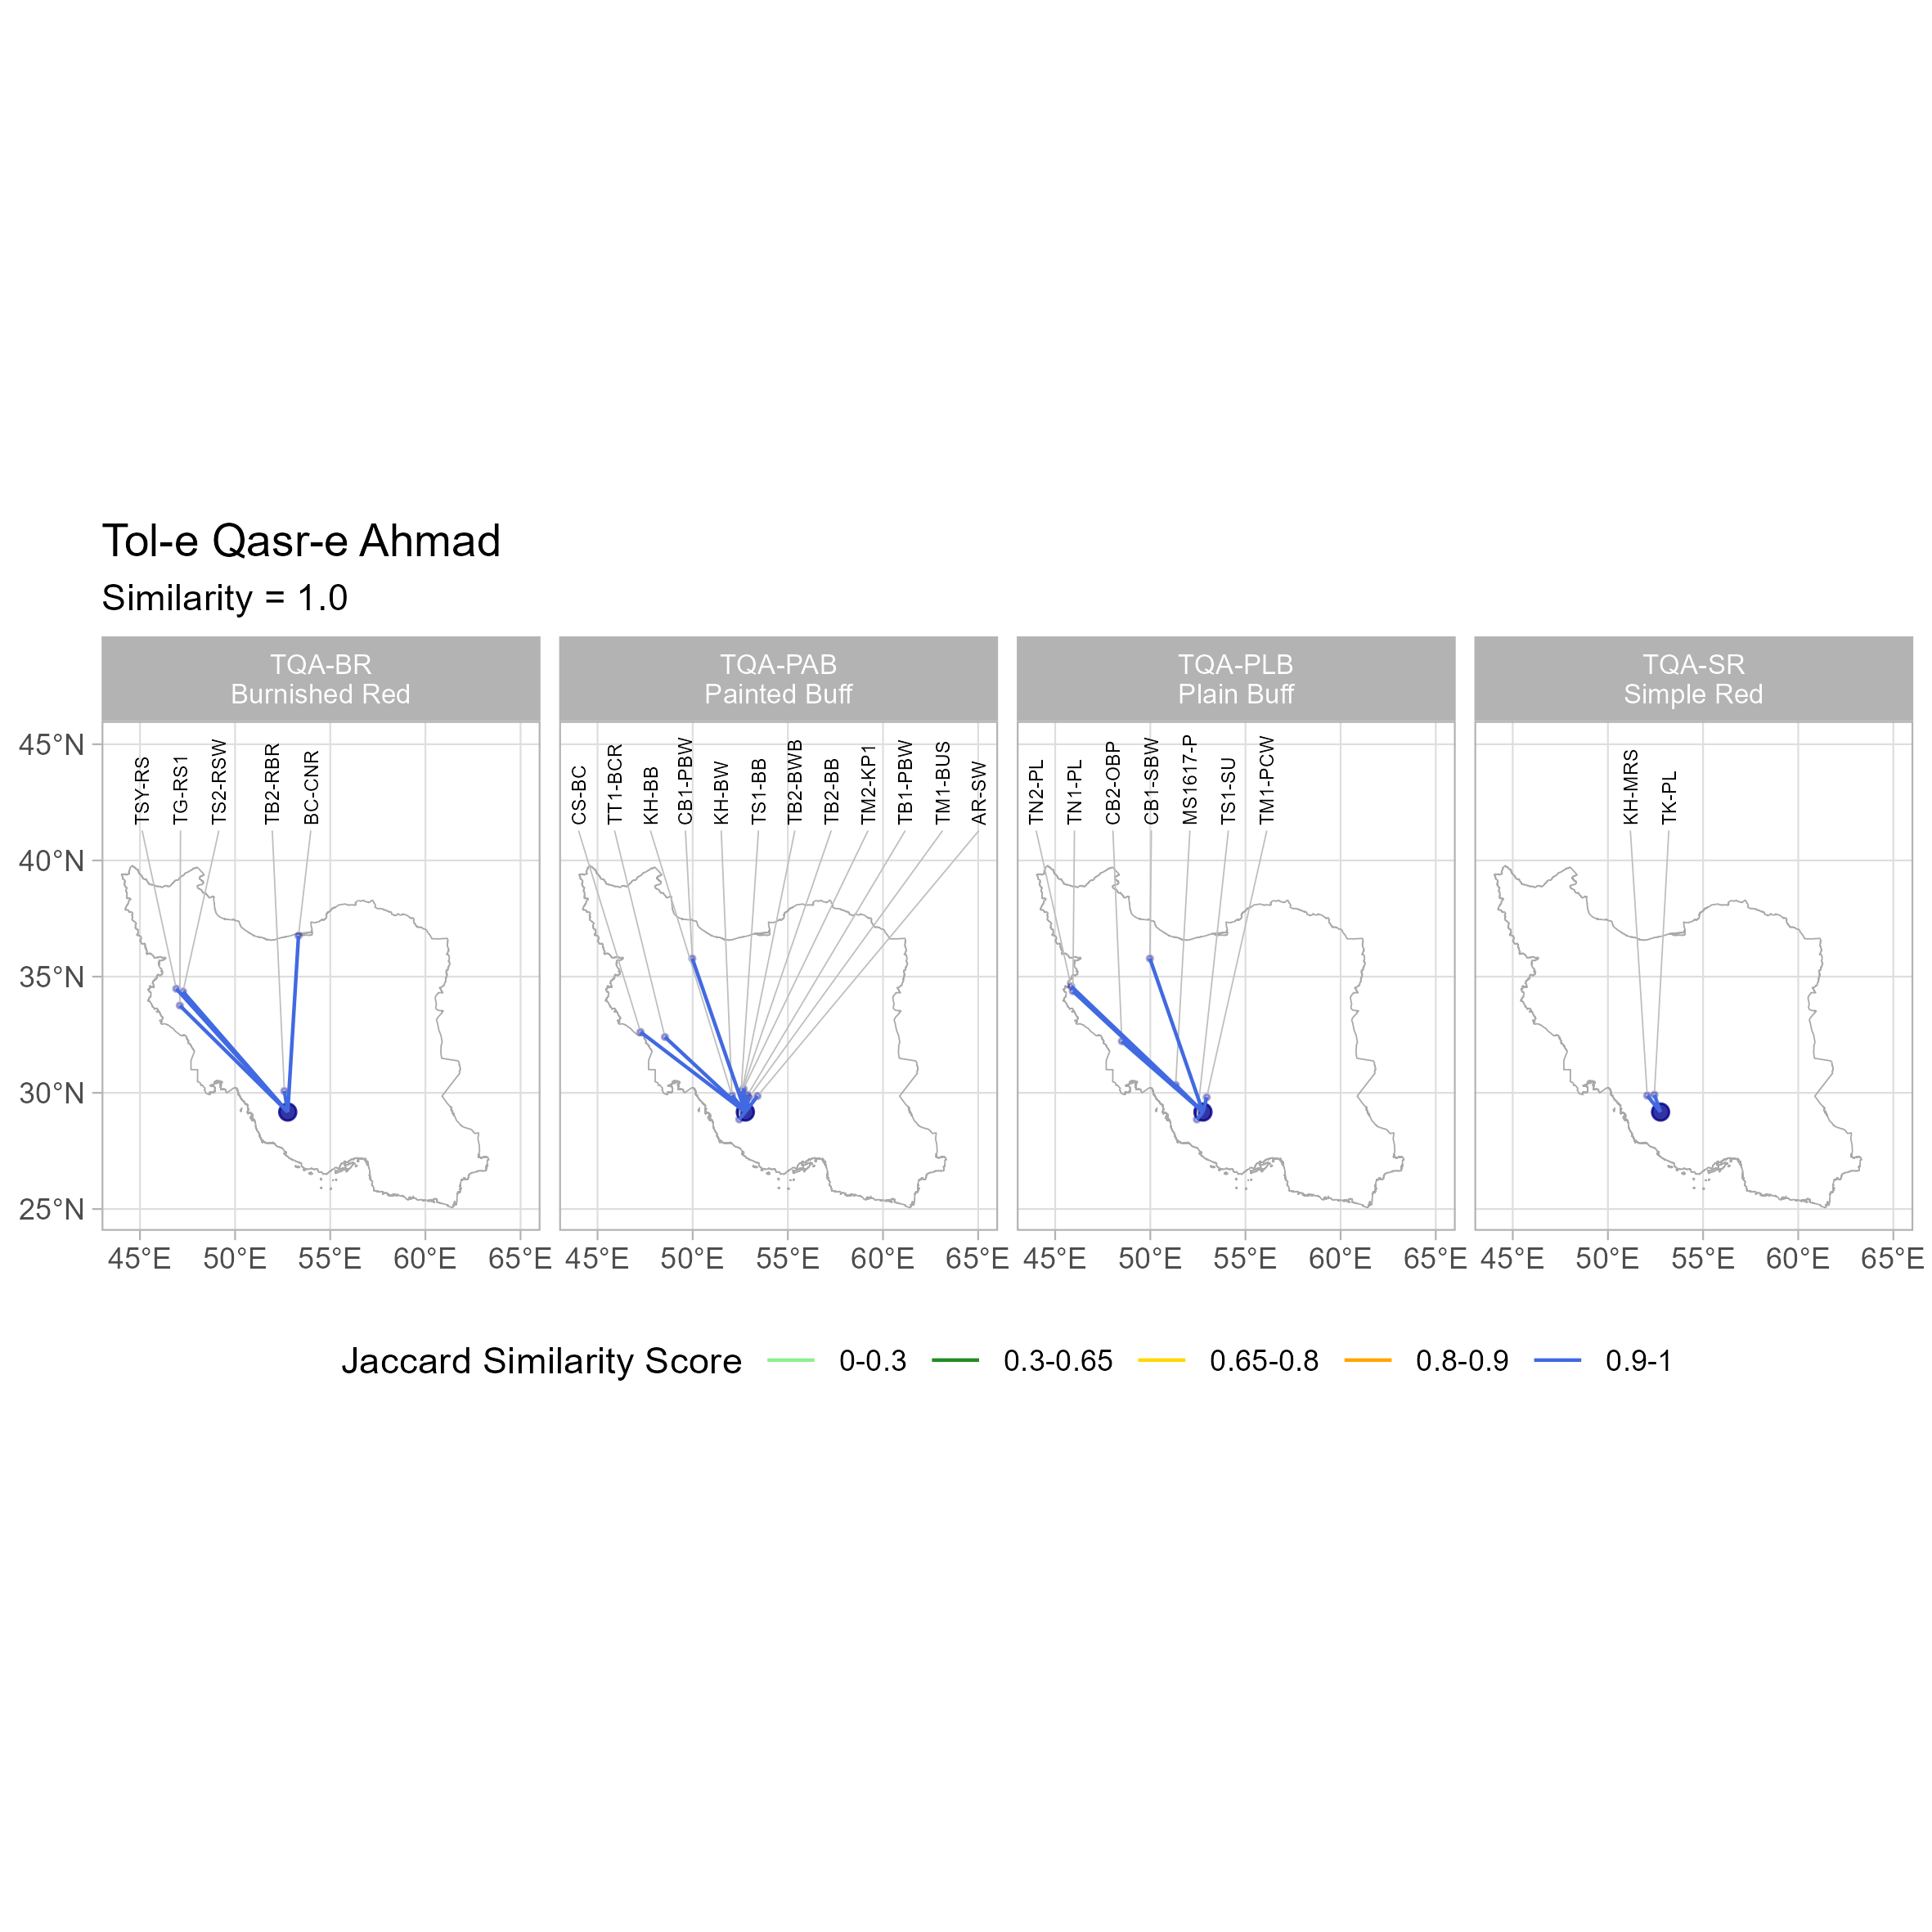 Tol-e Qasr-e Ahmad
Similarity = 1.0
TQA-BR
Burnished Red
TQA-PAB
Painted Buff
TQA-PLB
Plain Buff
TQA-SR
Simple Red
TSY-RS
TG-RS1
TS2-RSW
TB2-RBR
BC-CNR
CS-BC
TT1-BCR
KH-BB
CB1-PBW
KH-BW
TS1-BB
TB2-BWB
TB2-BB
TM2-KP1
TB1-PBW
TM1-BUS
AR-SW
TN2-PL
TN1-PL
CB2-OBP
CB1-SBW
MS1617-P
TS1-SU
TM1-PCW
KH-MRS
TK-PL
45°N
40°N
35°N
30°N
25°N
45°E 50°E 55°E 60°E 65°E 45°E 50°E 55°E 60°E 65°E 45°E 50°E 55°E 60°E 65°E 45°E 50°E 55°E 60°E 65°E
Jaccard Similarity Score 0-0.3 0.3-0.65 0.65-0.8 0.8-0.9 0.9-1